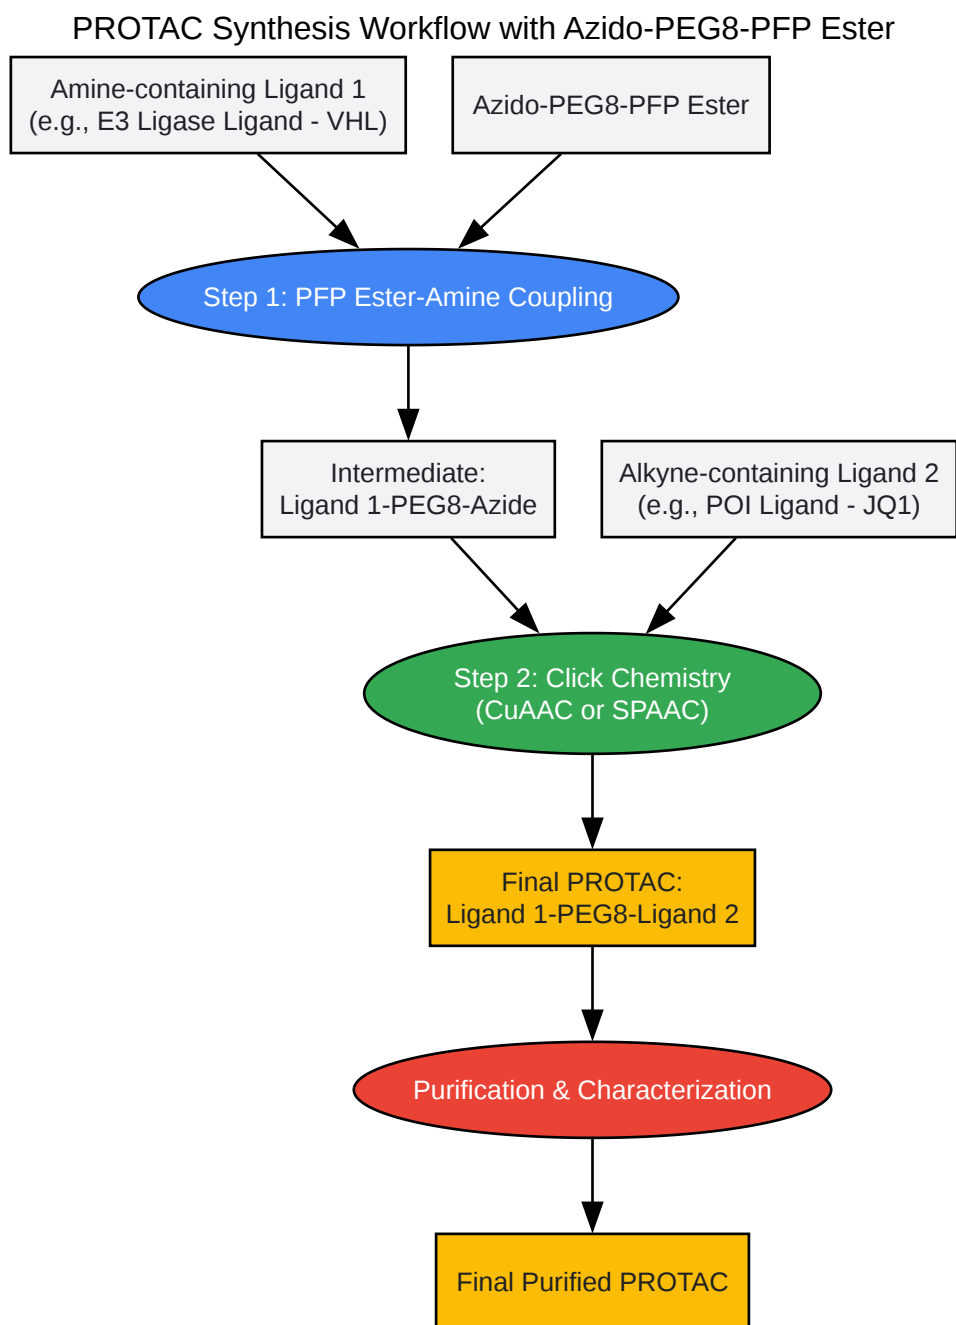 PROTAC Synthesis Workflow with Azido-PEG8-PFP Ester
Amine-containing Ligand 1
(e.g., E3 Ligase Ligand - VHL)
Azido-PEG8-PFP Ester
Step 1: PFP Ester-Amine Coupling
Intermediate:
Ligand 1-PEG8-Azide
Alkyne-containing Ligand 2
(e.g., POI Ligand - JQ1)
Step 2: Click Chemistry
(CuAAC or SPAAC)
Final PROTAC:
Ligand 1-PEG8-Ligand 2
Purification & Characterization
Final Purified PROTAC